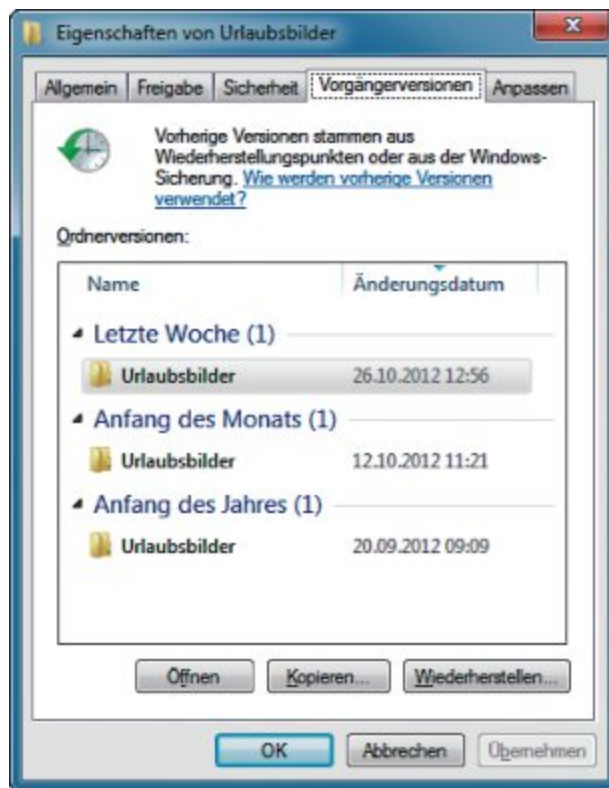 Eigenschaften von Urlaubsbilder
Allgemein Freigabe Sicherheit Vorgängerversionen Anpassen
Vorherige Versionen stammen aus
Wiederherstellungspunkten oder aus der Windows-
Sicherung. Wie werden vorherige Versionen
verwendet?
Ordnerversionen:
Name Änderungsdatum
Letzte Woche (1)
Urlaubsbilder 26.10.2012 12:56
Anfang des Monats (1)
Urlaubsbilder 12.10.2012 11:21
Anfang des Jahres (1)
Urlaubsbilder 20.09.2012 09:09
Öffnen Kopieren... Wiederherstellen...
OK Abbrechen Übernehmen